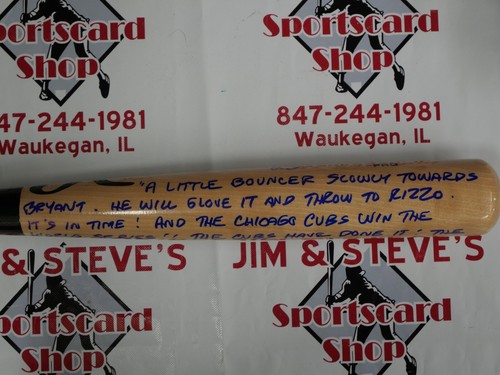 Sportscard
Shop
847-244-1981
Waukegan, IL
Sportscard
Shop
847-244-1981
Waukegan, IL
"A LITTLE BOUNCER SLOWLY TOWARDS
BRYANT. HE WILL GLOVE IT AND THROW TO RIZZO.
IT'S IN TIME! AND THE CHICAGO CUBS WIN THE
WORLD SERIES!! THE CUBS HAVE DONE IT! THE
M & STEVE'S
JIM & STEVE'S
Sportscard
Shop
Sportscard
Shop